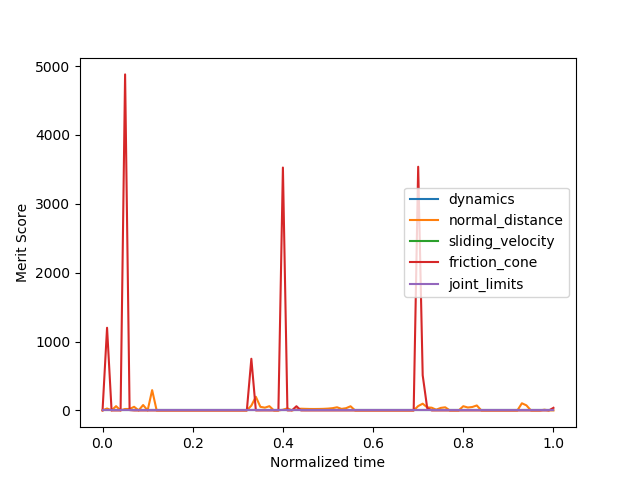 5000
4000
3000
2000
1000
0
Merit Score
0.0 0.2 0.4 0.6 0.8 1.0
Normalized time
dynamics
normal_distance
sliding_velocity
friction_cone
joint_limits